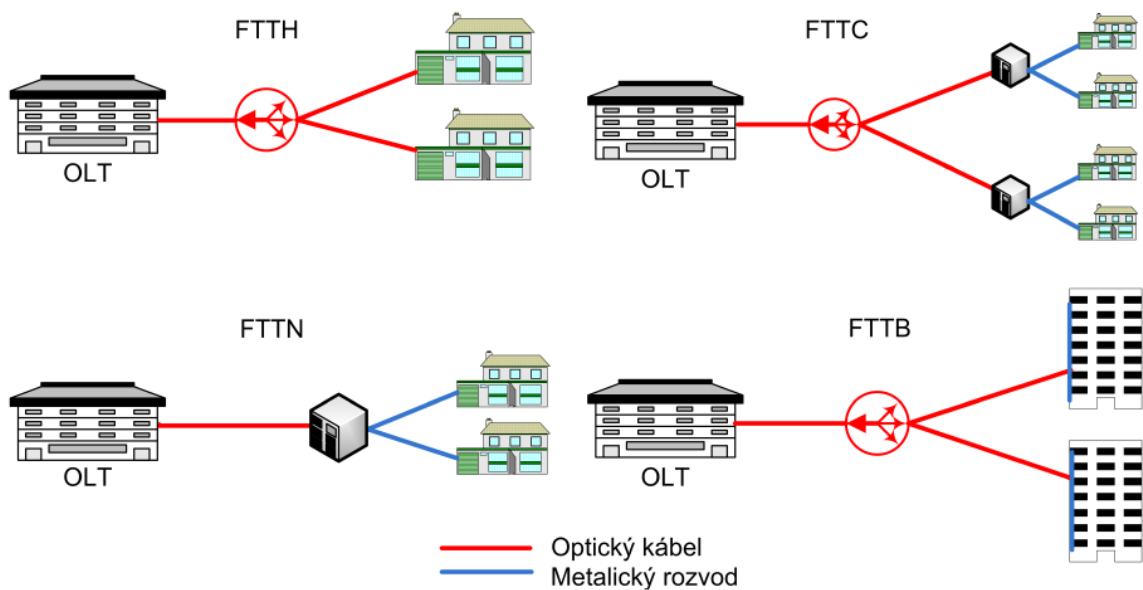 FTTH
OLT
FTTC
OLT
FTTN
OLT
FTTB
OLT
Optický kábel
Metalický rozvod